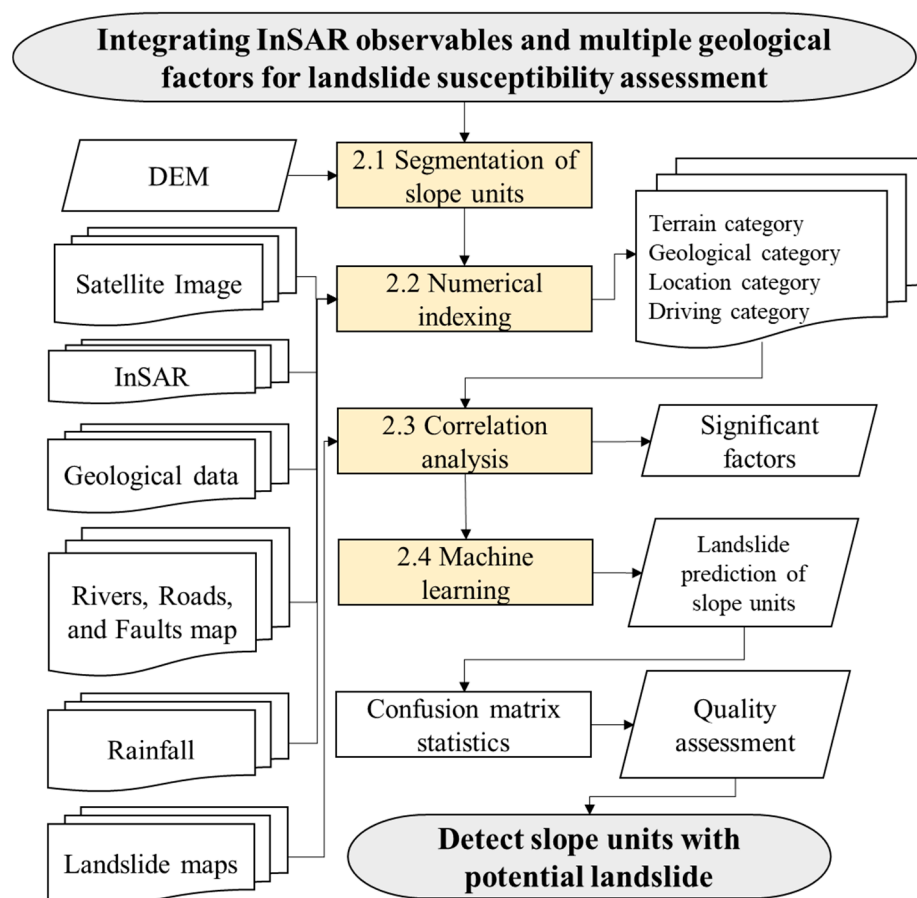 Integrating InSAR observables and multiple geological
factors for landslide susceptibility assessment
DEM
2.1 Segmentation of
slope units
Satellite Image
2.2 Numerical
indexing
Terrain category
Geological category
Location category
Driving category
InSAR
Geological data
2.3 Correlation
analysis
Significant
factors
Rivers, Roads,
and Faults map
2.4 Machine
learning
Landslide
prediction of
slope units
Rainfall
Confusion matrix
statistics
Quality
assessment
Landslide maps
Detect slope units with
potential landslide